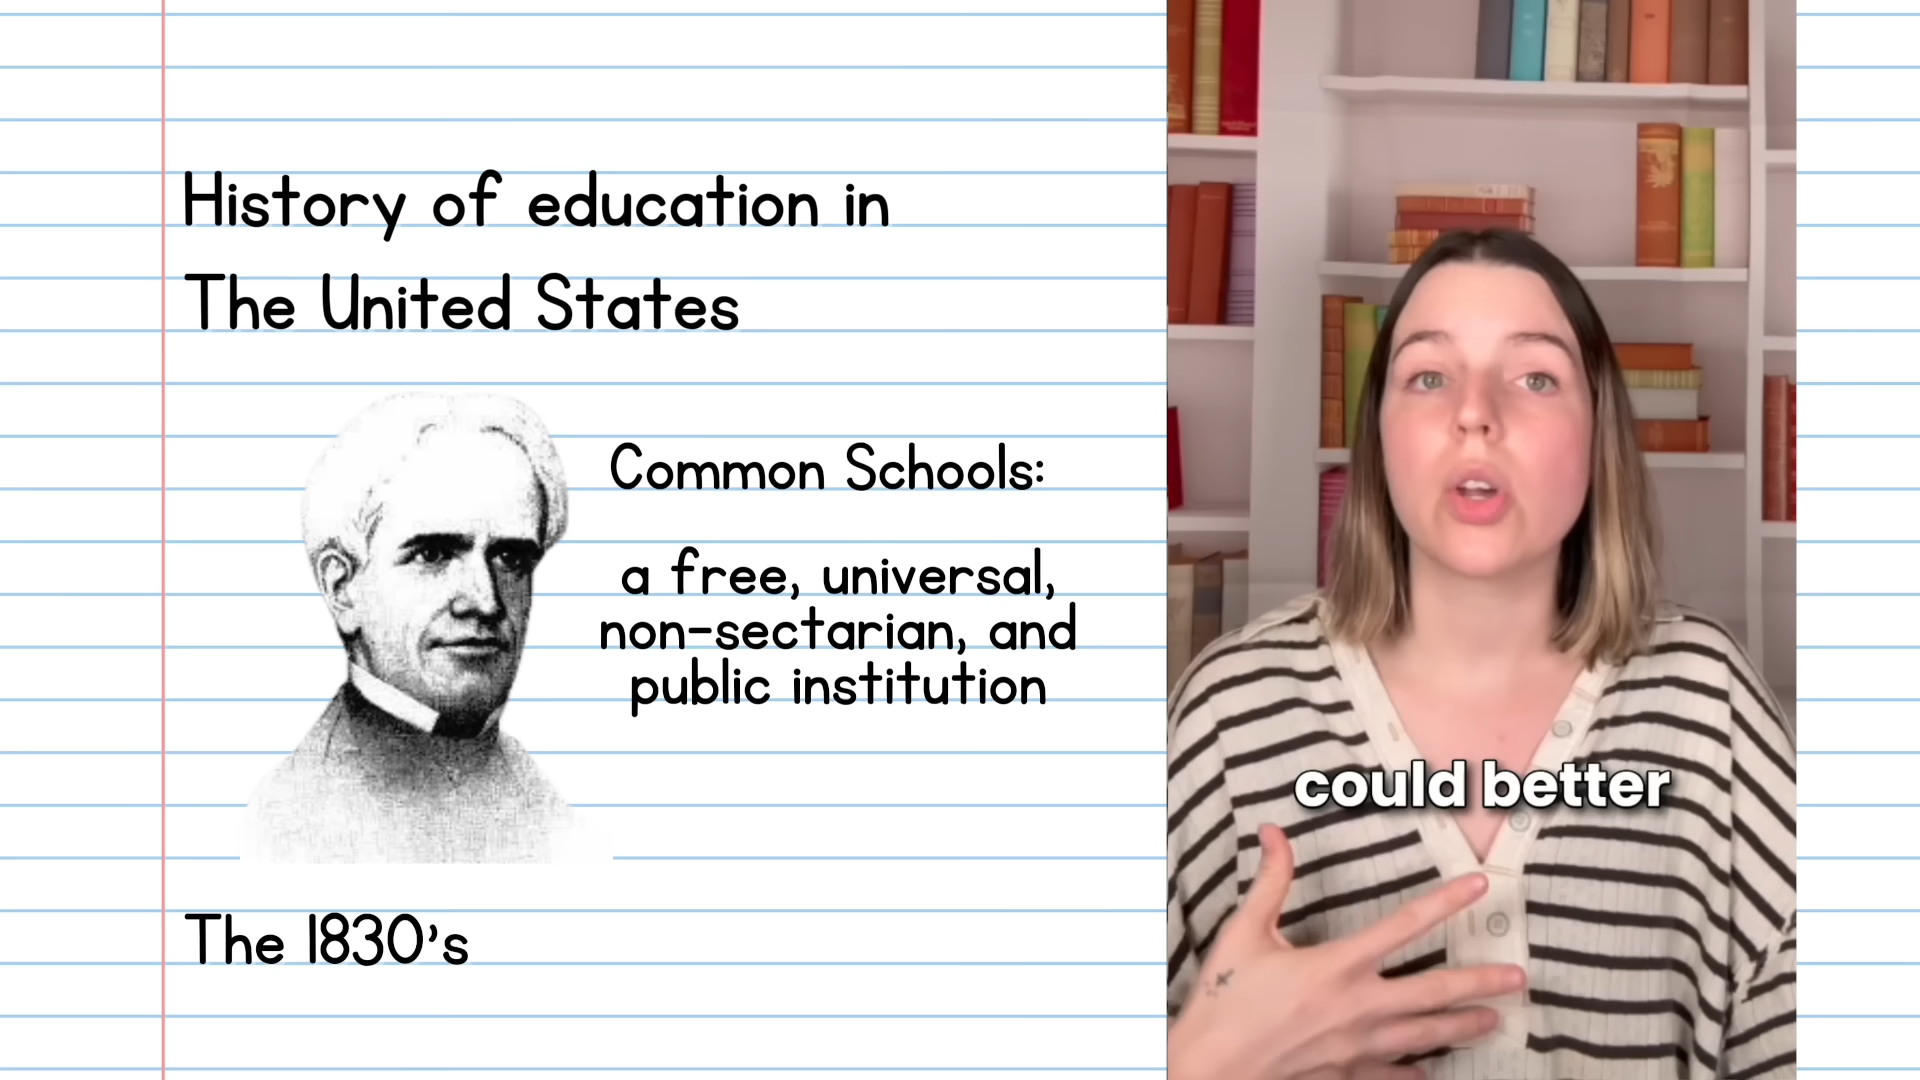 History of education in
The United States
Common Schools:
a free, universal,
non-sectarian, and
public institution
The 1830's
could better